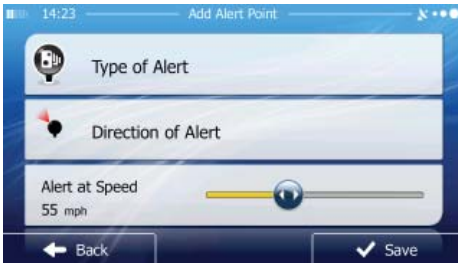 14:23 Add Alert Point
Type of Alert
Direction of Alert
Alert at Speed
55 mph
Back Save